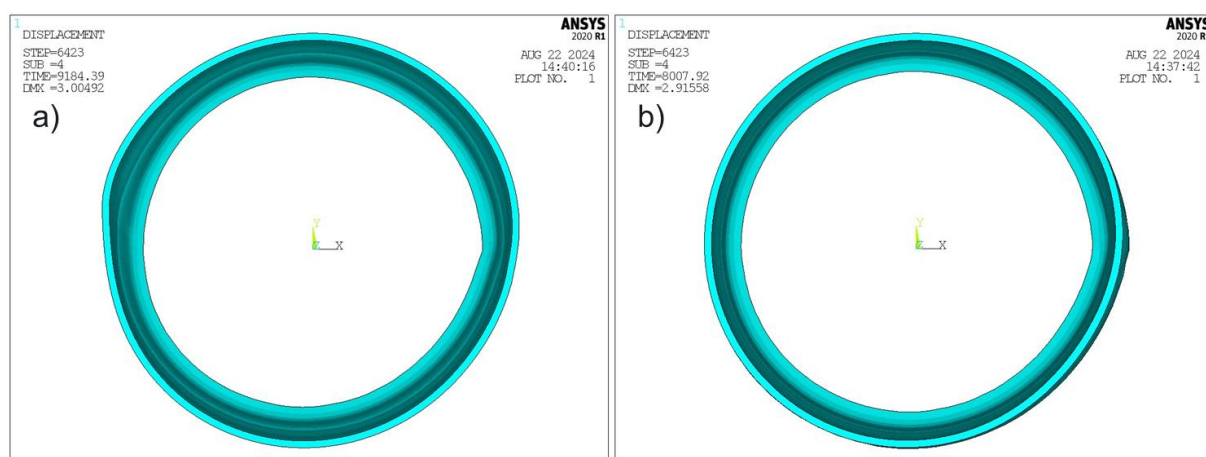 1
DISPLACEMENT
STEP=6423
SUB =4
TIME=9184.39
DMX =3.00492
a)
ANSYS
2020 R1
AUG 22 2024
14:40:16
PLOT NO. 1
Y
Z
X
1
DISPLACEMENT
STEP=6423
SUB =4
TIME=8007.92
DMX =2.91558
b)
ANSYS
2020 R
AUG 22 2024
14:37:42
PLOT NO. 1
Y
Z
X